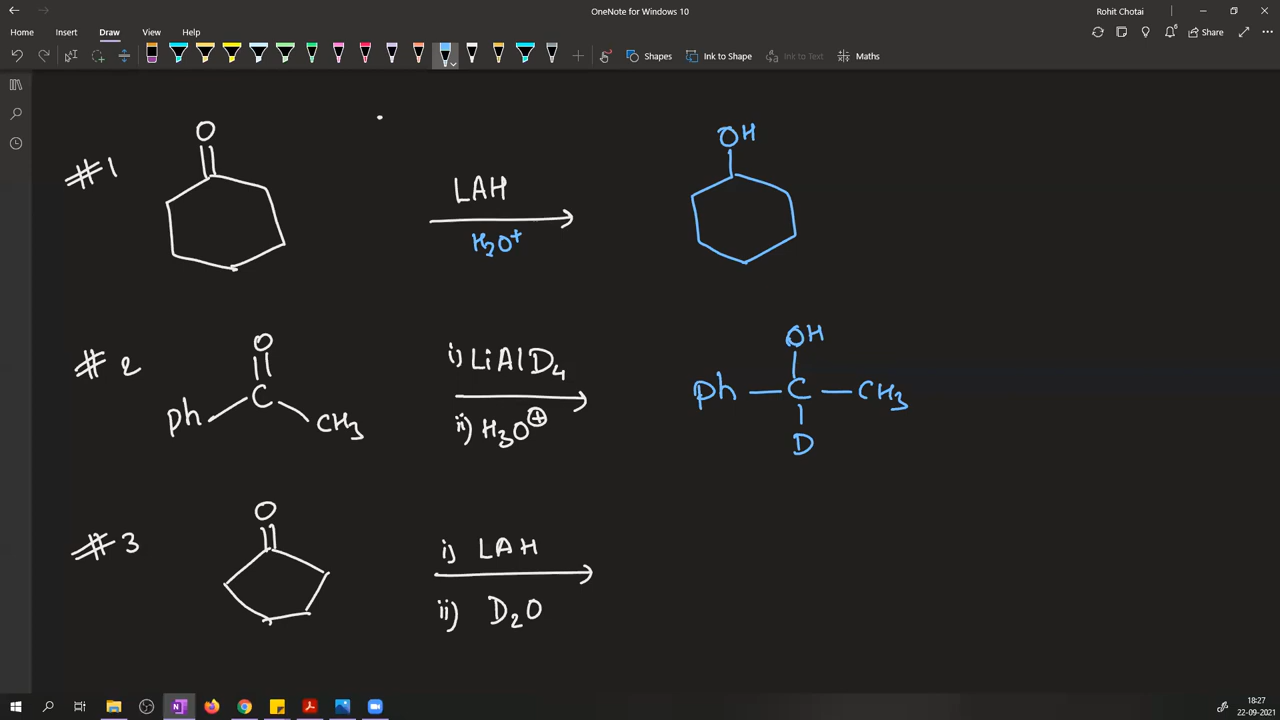 OneNote for Windows 10
Rohit Chotai
Home Insert Draw View Help
Share
Shapes Ink to Shape Ink to Text Maths
#1
O
LAH
H3O+
OH
#2
O
Ph C CH3
i) LiAlD4
ii) H3O⊕
OH
Ph — C — CH3
D
#3
O
i) LAH
ii) D2O
18:27
22-09-2021